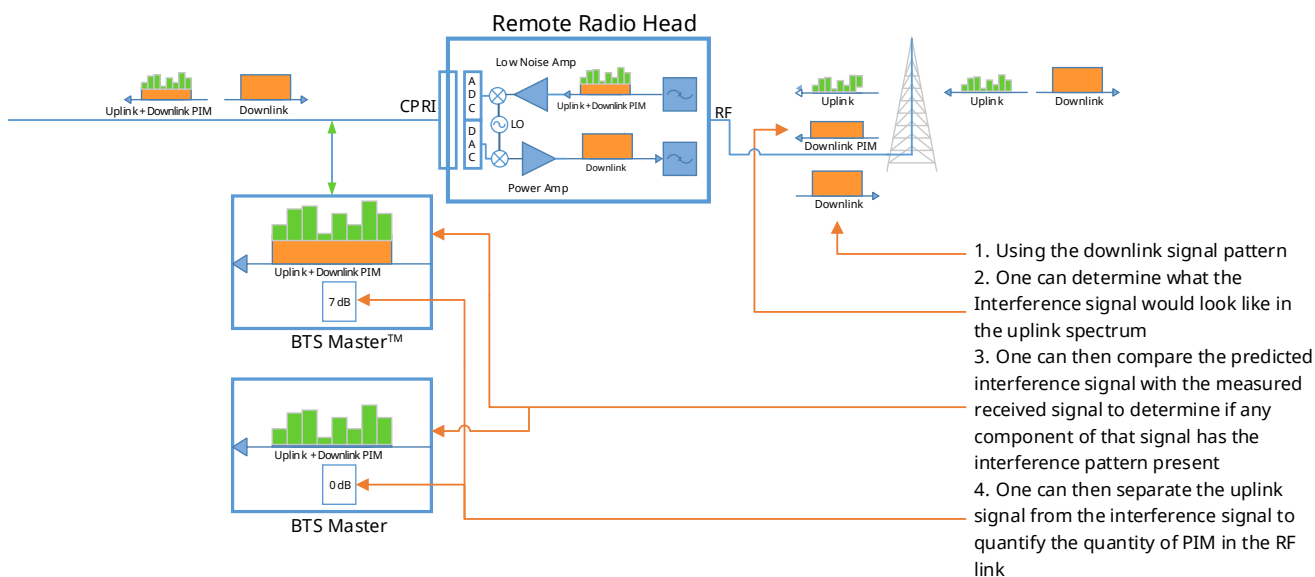 Remote Radio Head
Low Noise Amp
A
D
C
Uplink+Downlink PIM
CPRI
LO
RF
D
A
C
Downlink
Power Amp
Uplink+Downlink PIM
Downlink
Uplink
Downlink PIM
Downlink
Uplink
Downlink
Uplink+Downlink PIM
7 dB
BTS Master™
Uplink +Downlink PIM
0 dB
BTS Master
1. Using the downlink signal pattern
2. One can determine what the
Interference signal would look like in
the uplink spectrum
3. One can then compare the predicted
interference signal with the measured
received signal to determine if any
component of that signal has the
interference pattern present
4. One can then separate the uplink
signal from the interference signal to
quantify the quantity of PIM in the RF
link